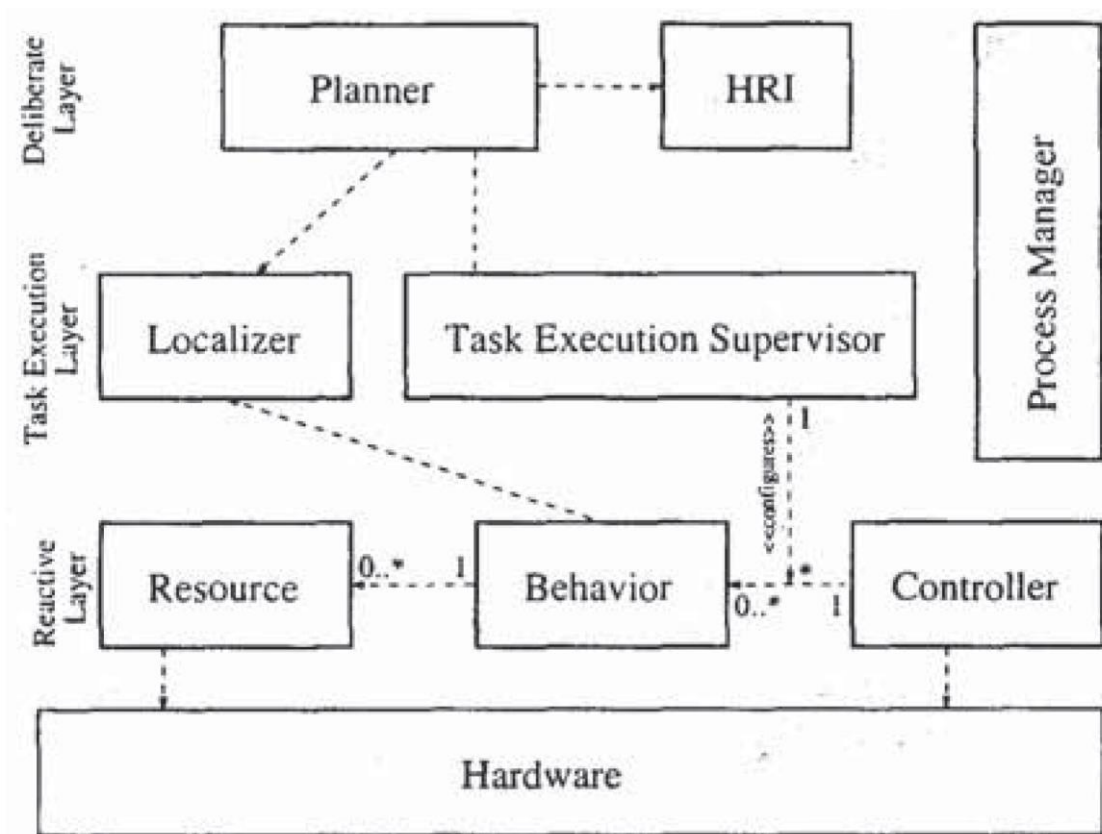 Deliberate
Layer
Planner
HRI
Process Manager
Task Execution
Layer
Localizer
Task Execution Supervisor
1
<<configures>>
Reactive
Layer
Resource
0..*
1
Behavior
0..*
*
1
Controller
Hardware